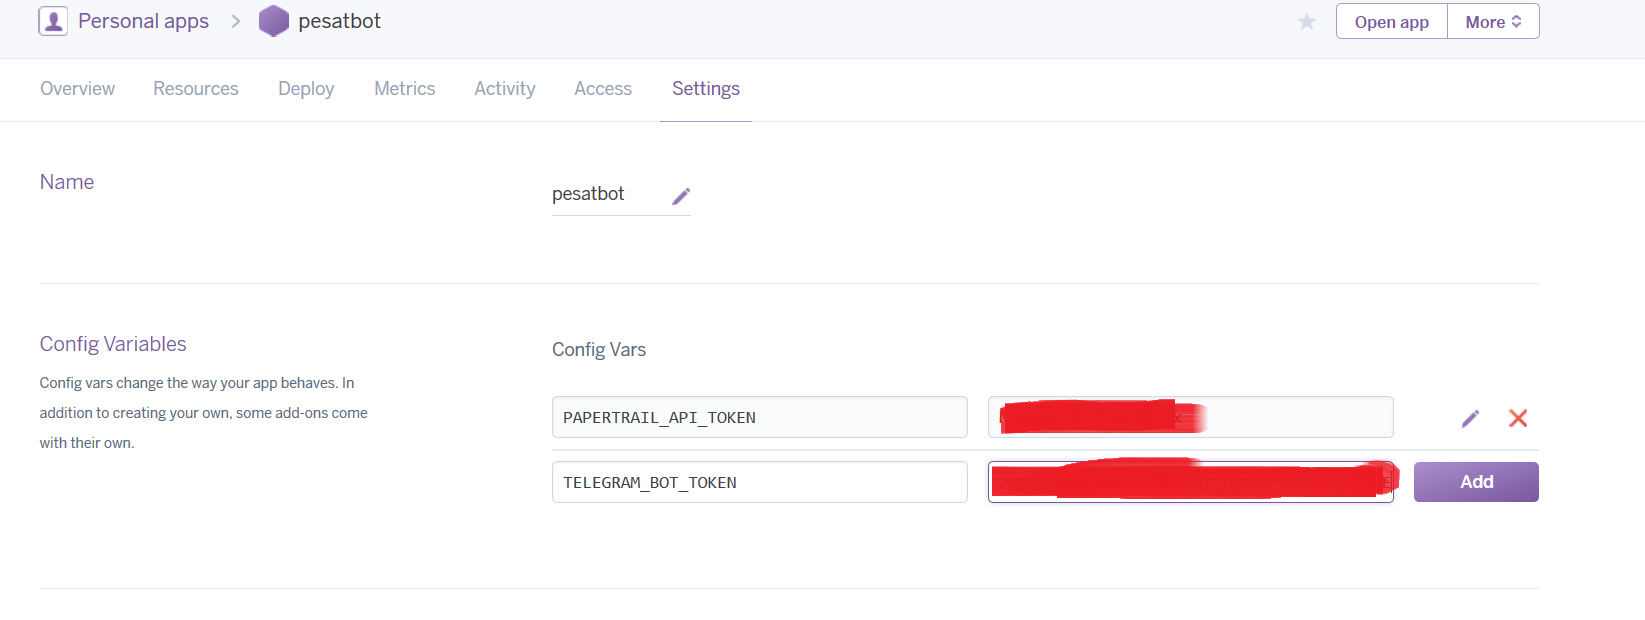 Personal apps > pesatbot
Open app More
Overview Resources Deploy Metrics Activity Access Settings
Name
pesatbot
Config Variables
Config vars change the way your app behaves. In
addition to creating your own, some add-ons come
with their own.
Config Vars
PAPERTRAIL_API_TOKEN
TELEGRAM_BOT_TOKEN
Add